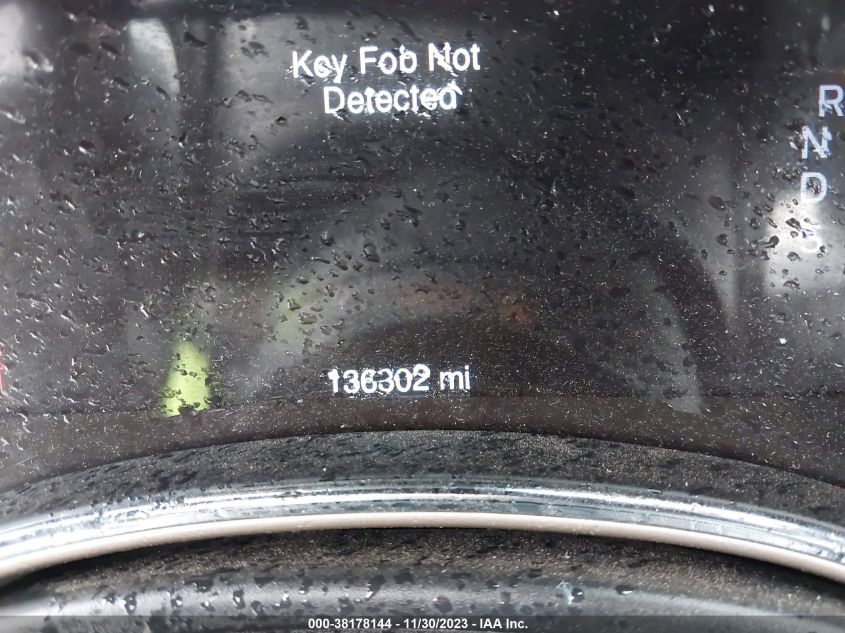 Key Fob Not
Detected
R
N
D
S
136302 mi
000-38178144 - 11/30/2023 - IAA Inc.